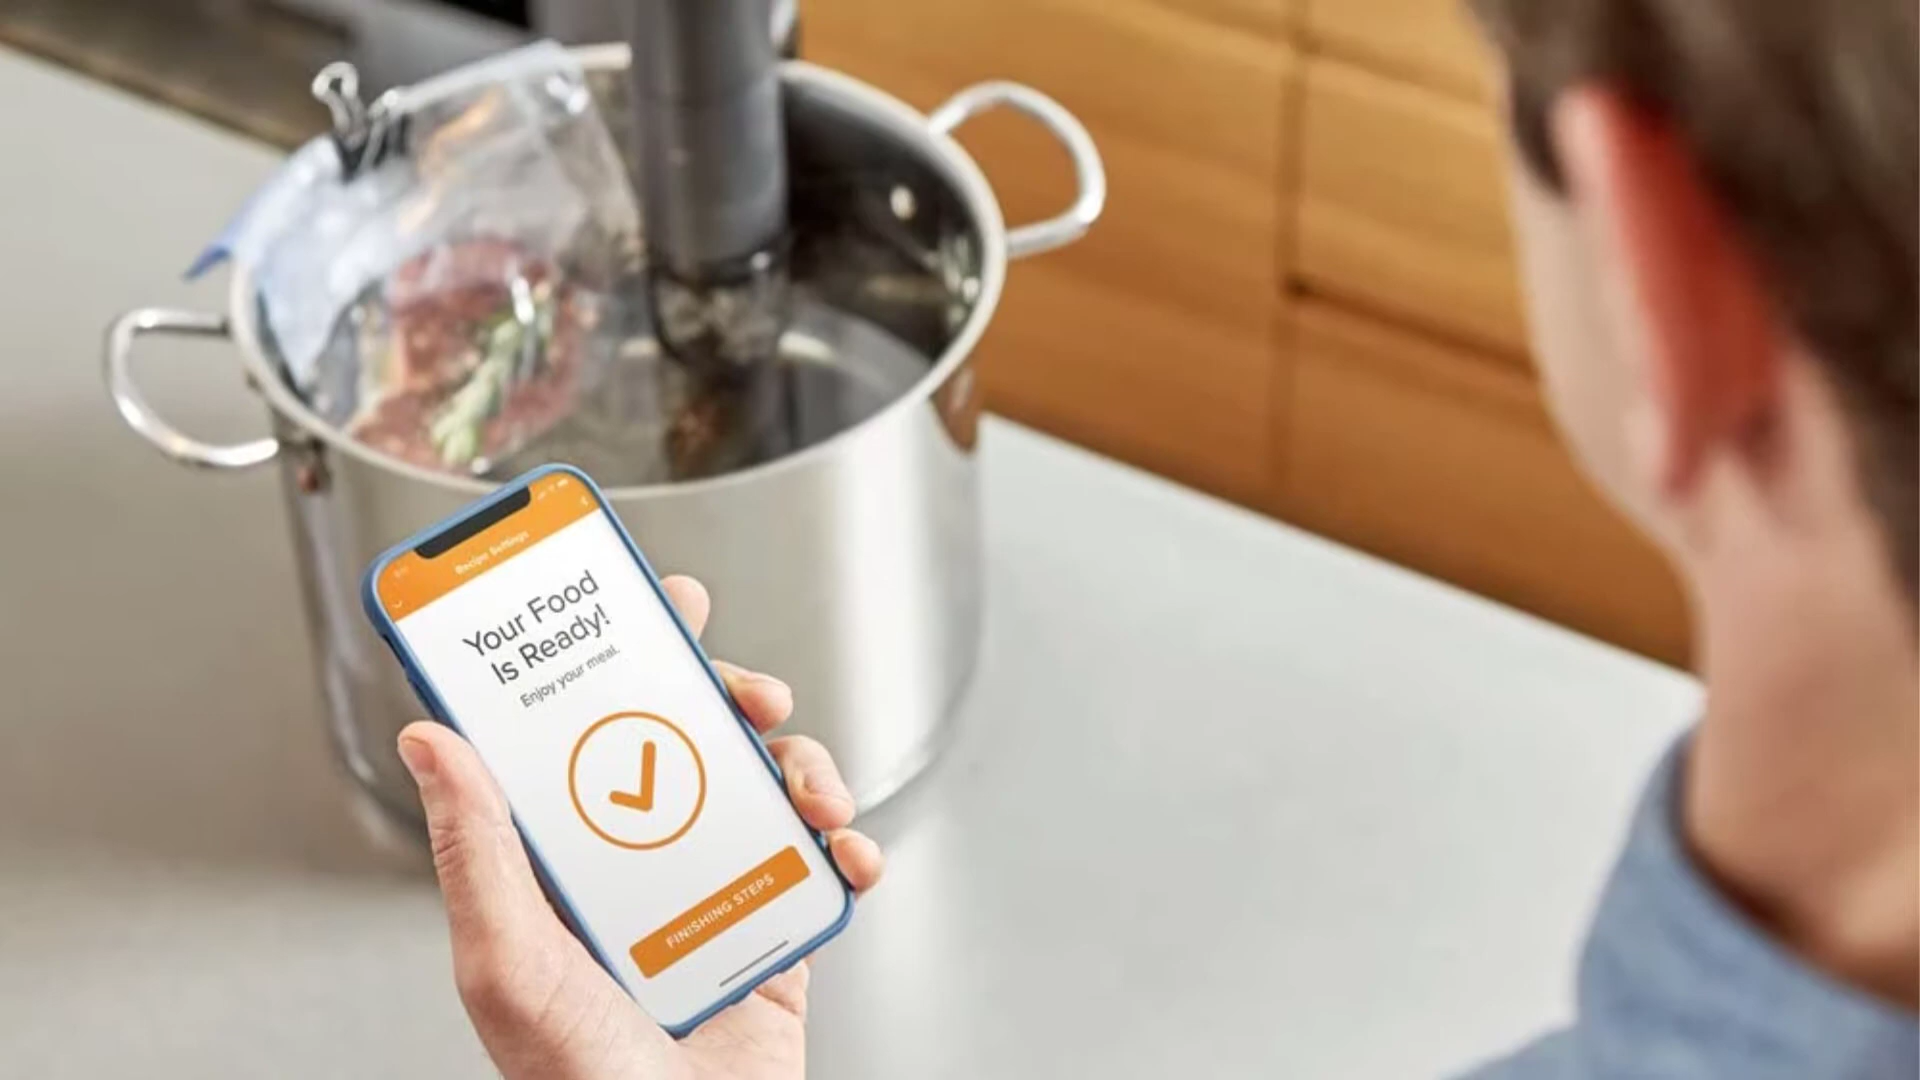 Recipe Settings
Your Food
Is Ready!
Enjoy your meal.
FINISHING STEPS